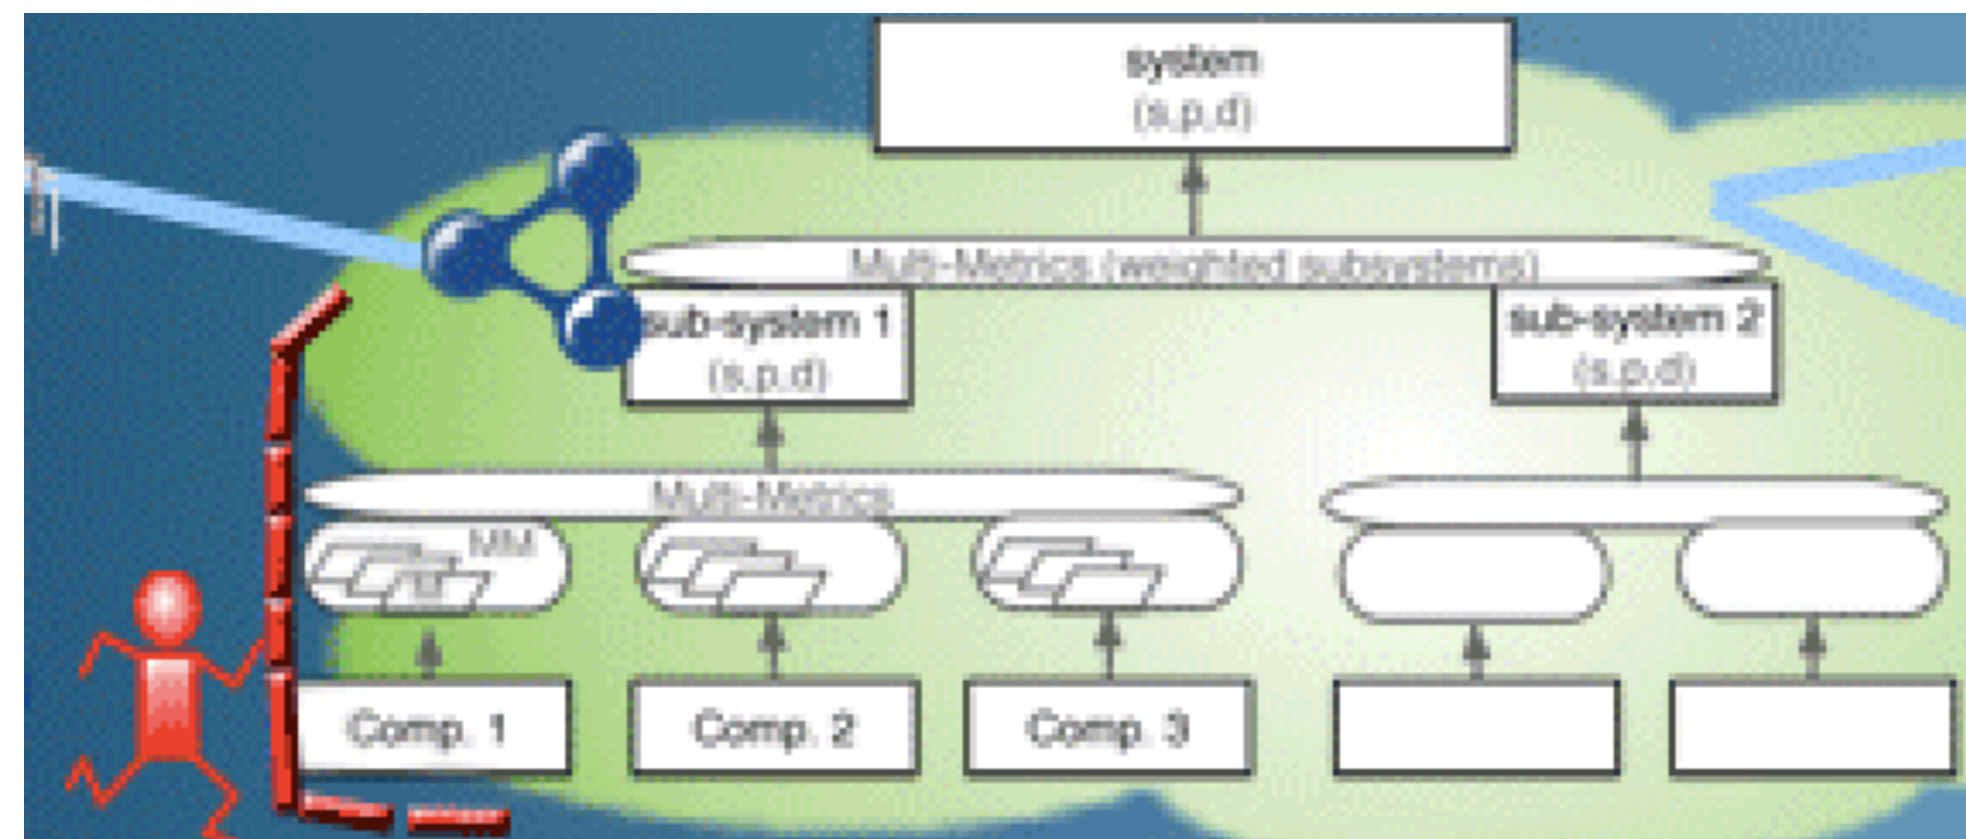 system
(s,p,d)
Multi-Metrics (weighted subsystems)
sub-system 1
(s,p,d)
sub-system 2
(s,p,d)
Multi-Metrics
MM
Comp. 1
Comp. 2
Comp. 3